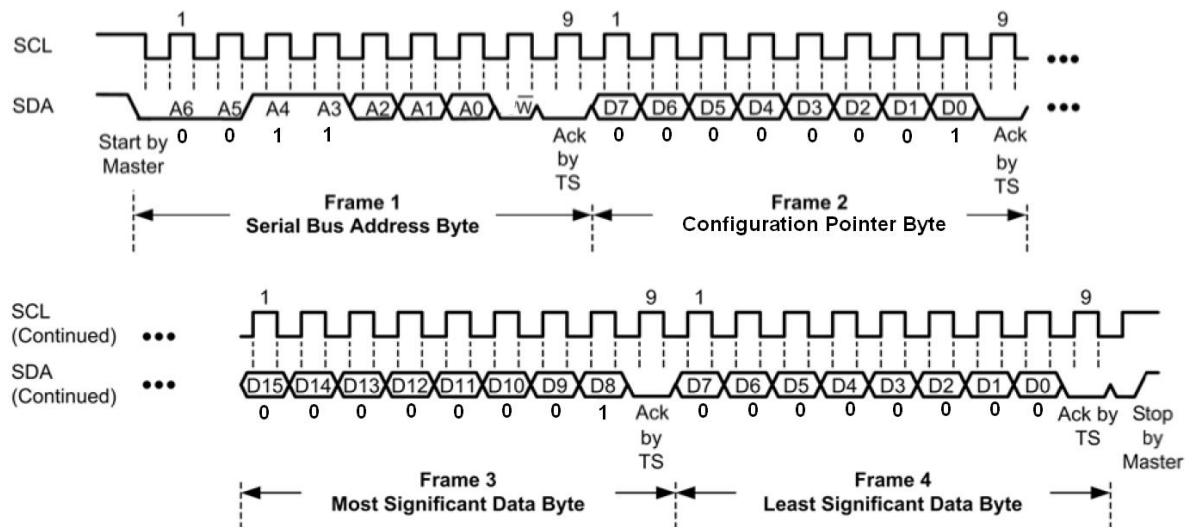 1 9 1 9
SCL
SDA A6 A5 A4 A3 A2 A1 A0 W D7 D6 D5 D4 D3 D2 D1 D0
0 0 1 1 0 0 0 0 0 0 0 1
Start by
Master
Ack
by
TS
Ack
by
TS
Frame 1
Serial Bus Address Byte
Frame 2
Configuration Pointer Byte
1 9 1 9
SCL
(Continued)
SDA
(Continued)
D15 D14 D13 D12 D11 D10 D9 D8 D7 D6 D5 D4 D3 D2 D1 D0
0 0 0 0 0 0 0 1 0 0 0 0 0 0 0 0
Ack
by
TS
Ack by
TS
Stop
by
Master
Frame 3
Most Significant Data Byte
Frame 4
Least Significant Data Byte